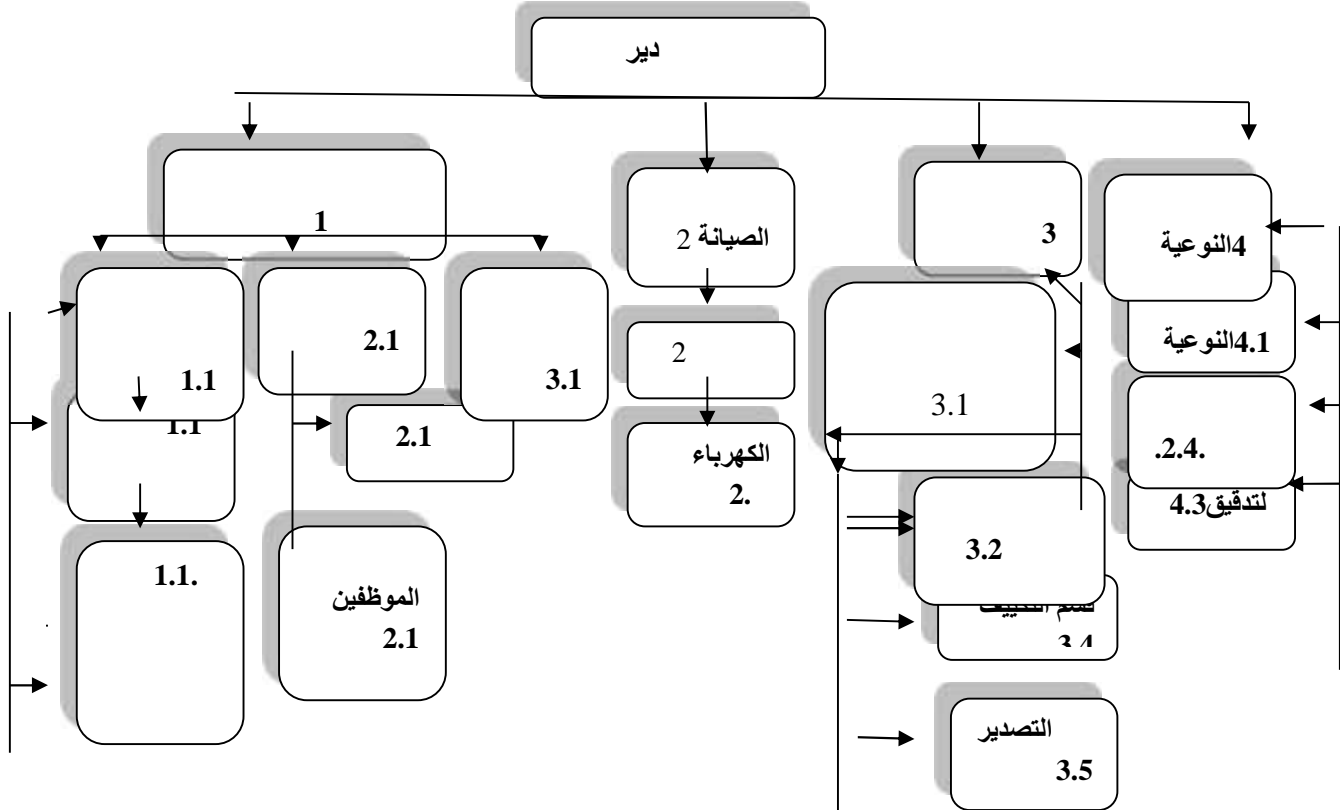 دير
1
الصيانة 2
3
4النوعية
1.1
2.1
3.1
2
3.1
4.1النوعية
1.1
2.1
الكهرباء
2.
3.2
.2.4.
لتدقيق4.3
1.1.
الموظفين
2.1
قسم التكييف
3.4
التصدير
3.5